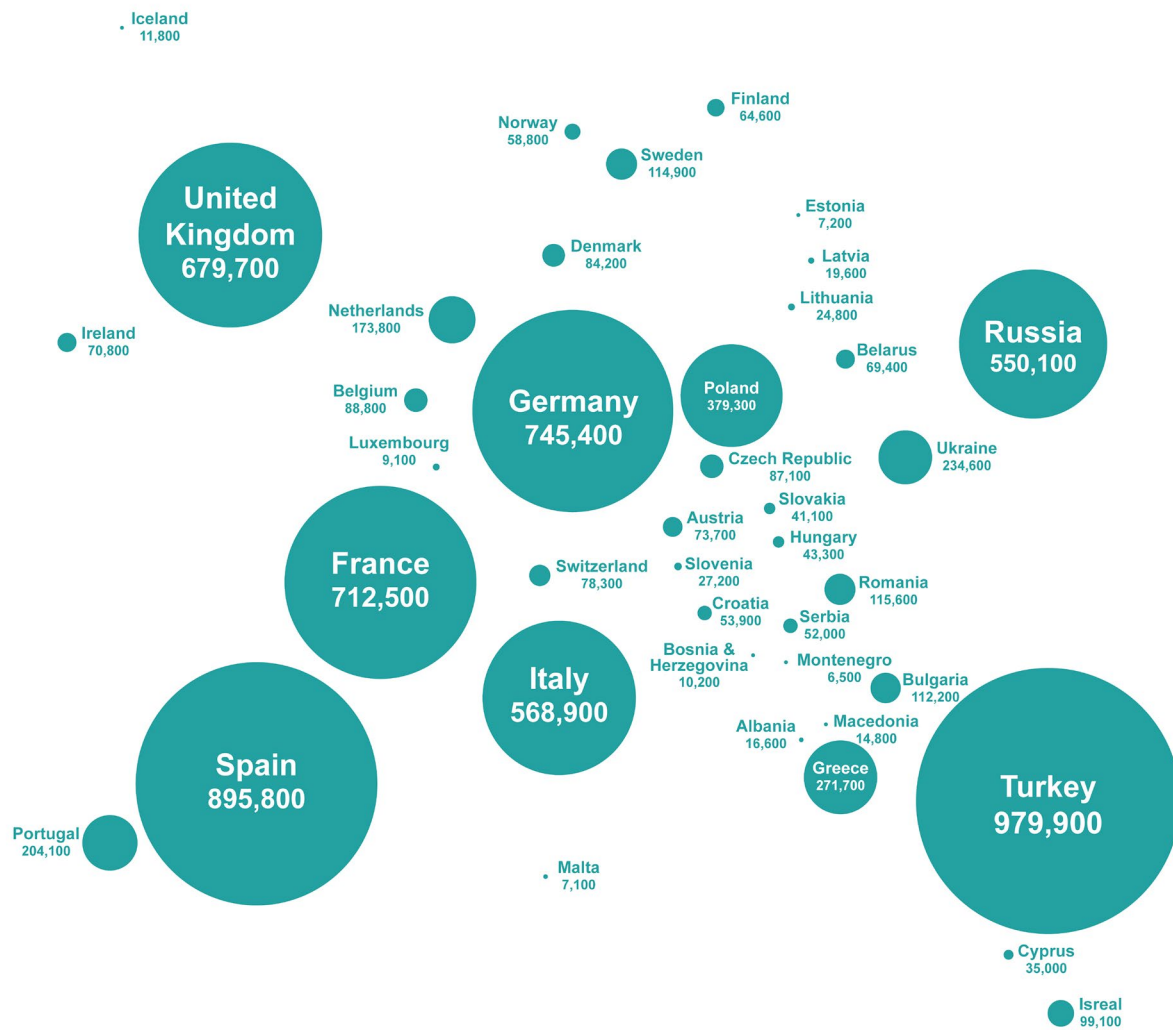 Iceland
11,800
Finland
64,600
Norway
58,800
Sweden
114,900
United
Kingdom
679,700
Estonia
7,200
Denmark
84,200
Latvia
19,600
Lithuania
24,800
Netherlands
173,800
Ireland
70,800
Russia
550,100
Belarus
69,400
Belgium
88,800
Germany
745,400
Poland
379,300
Luxembourg
9,100
Czech Republic
87,100
Ukraine
234,600
Slovakia
41,100
Austria
73,700
Hungary
43,300
France
712,500
Switzerland
78,300
Slovenia
27,200
Romania
115,600
Croatia
53,900
Serbia
52,000
Bosnia &
Herzegovina
10,200
Montenegro
6,500
Italy
568,900
Bulgaria
112,200
Albania
16,600
Macedonia
14,800
Spain
895,800
Greece
271,700
Turkey
979,900
Portugal
204,100
Malta
7,100
Cyprus
35,000
Isreal
99,100